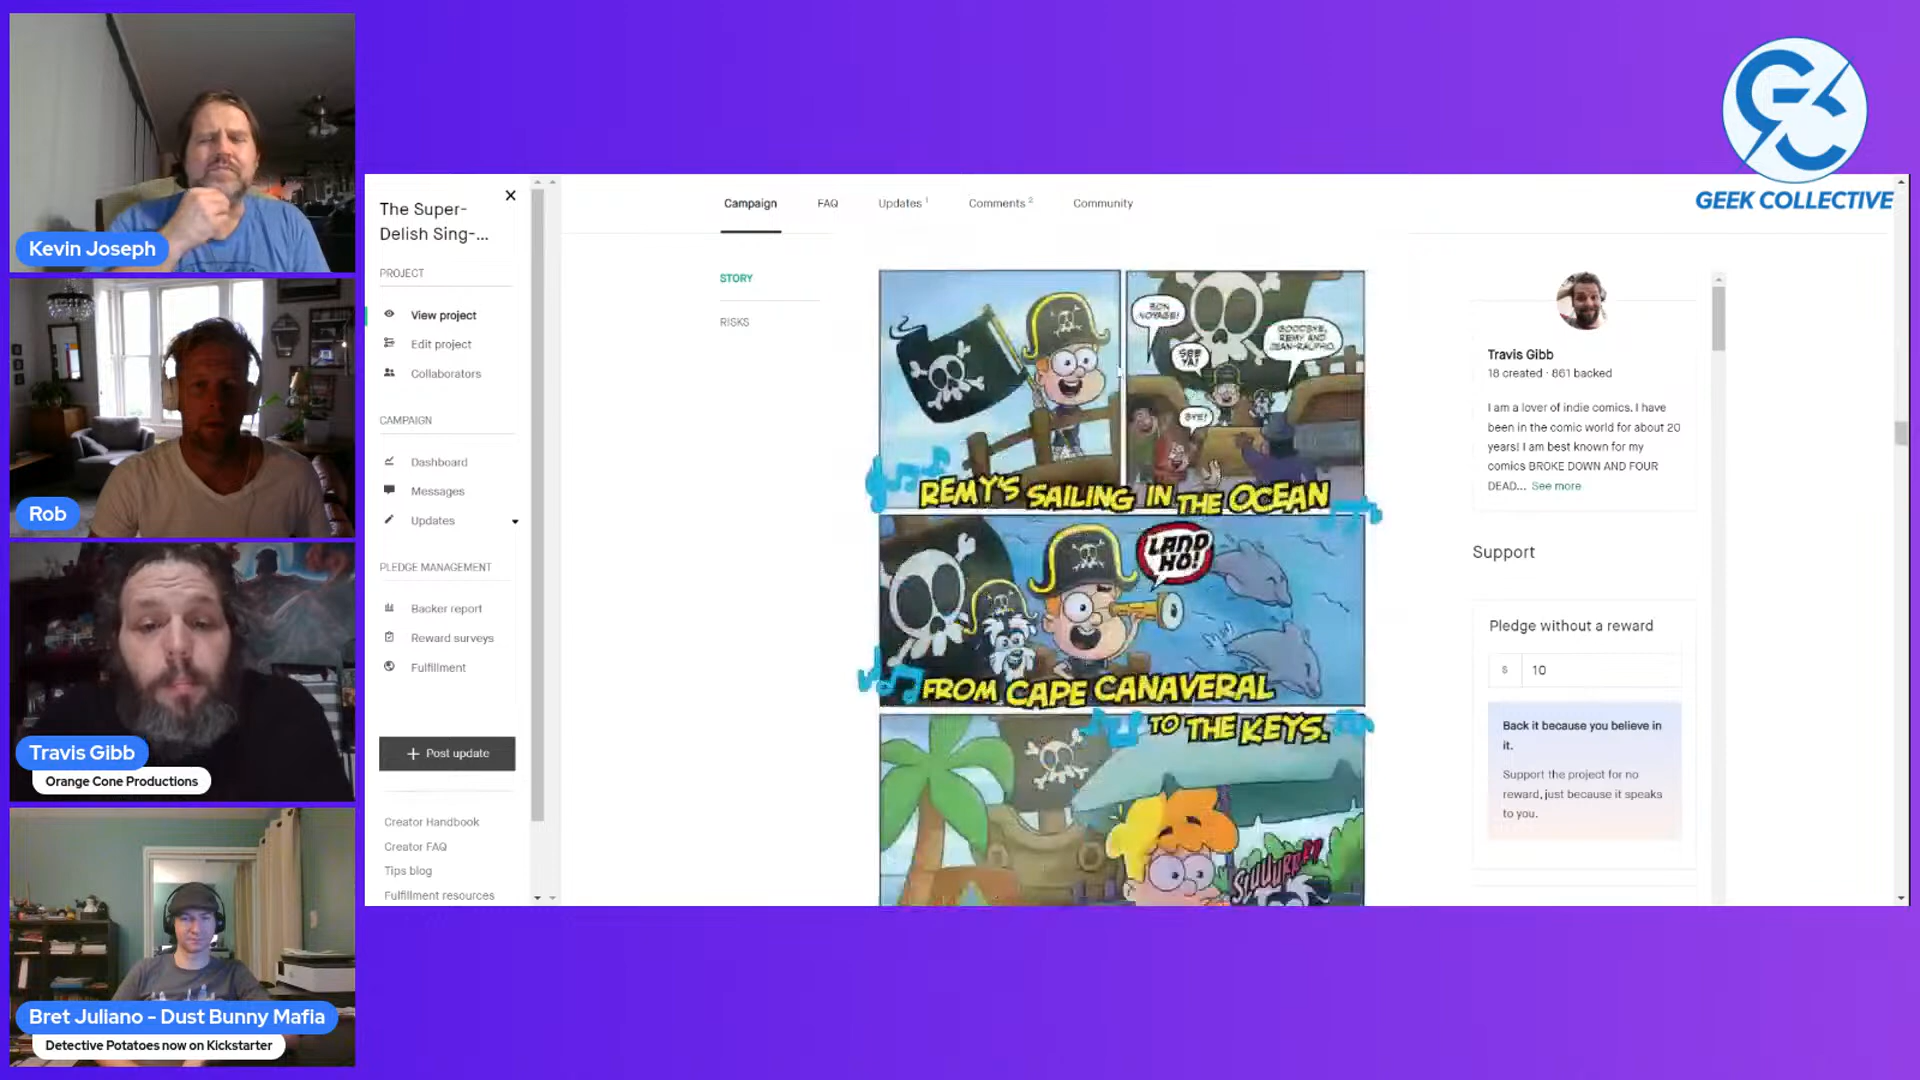 Kevin Joseph
Rob
Travis Gibb
Orange Cone Productions
Bret Juliano - Dust Bunny Mafia
Detective Potatoes now on Kickstarter
GEEK COLLECTIVE
The Super-
Delish Sing-...
PROJECT
View project
Edit project
Collaborators
CAMPAIGN
Dashboard
Messages
Updates
PLEDGE MANAGEMENT
Backer report
Reward surveys
Fulfillment
+ Post update
Creator Handbook
Creator FAQ
Tips blog
Fulfillment resources
Campaign FAQ Updates 1 Comments 2 Community
STORY
RISKS
BON
VOYAGE!
SEE
YA!
GOODBYE,
REMY AND
JEAN-RALPHO.
BYE!
REMY'S SAILING IN THE OCEAN
LAND
HO!
FROM CAPE CANAVERAL
TO THE KEYS.
Travis Gibb
18 created · 861 backed
I am a lover of indie comics. I have
been in the comic world for about 20
years! I am best known for my
comics BROKE DOWN AND FOUR
DEAD... See more
Support
Pledge without a reward
$ 10
Back it because you believe in
it.
Support the project for no
reward, just because it speaks
to you.